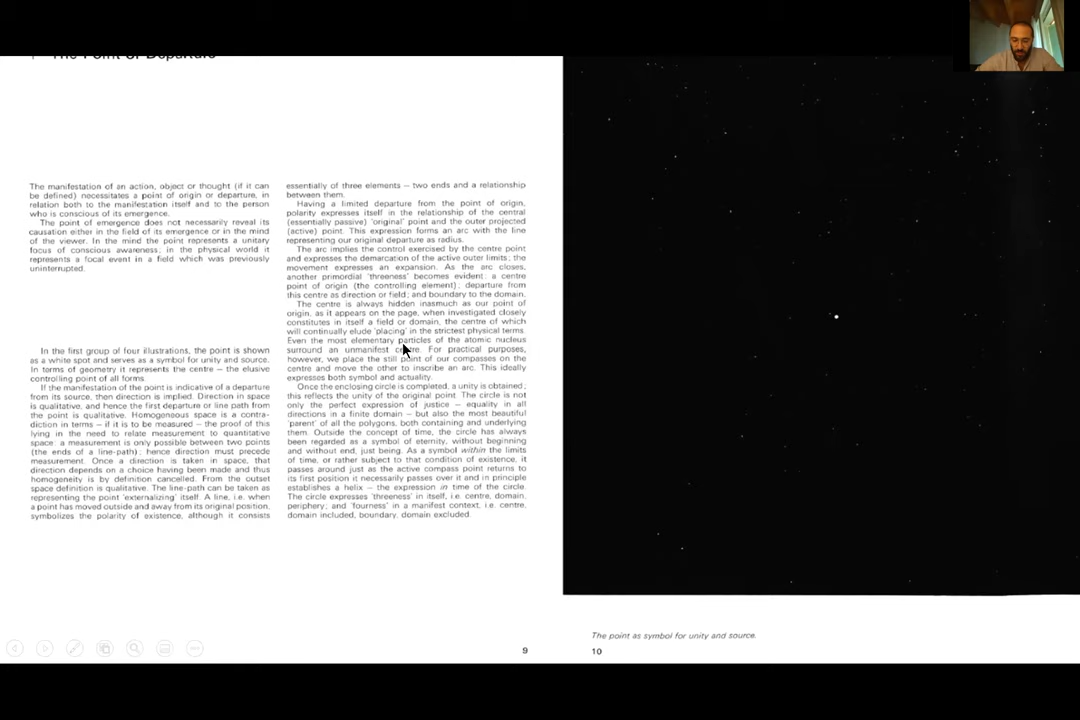 1 The Point of Departure
The manifestation of an action, object or thought (if it can
be defined) necessitates a point of origin or departure, in
relation both to the manifestation itself and to the person
who is conscious of its emergence.
The point of emergence does not necessarily reveal its
causation either in the field of its emergence or in the mind
of the viewer. In the mind the point represents a unitary
focus of conscious awareness; in the physical world it
represents a focal event in a field which was previously
uninterrupted.
In the first group of four illustrations, the point is shown
as a white spot and serves as a symbol for unity and source.
In terms of geometry it represents the centre – the elusive
controlling point of all forms.
If the manifestation of the point is indicative of a departure
from its source, then direction is implied. Direction in space
is qualitative, and hence the first departure or line path from
the point is qualitative. Homogeneous space is a contra-
diction in terms – if it is to be measured – the proof of this
lying in the need to relate measurement to quantitative
space: a measurement is only possible between two points
(the ends of a line-path); hence direction must precede
measurement. Once a direction is taken in space, that
direction depends on a choice having been made and thus
homogeneity is by definition cancelled. From the outset
space definition is qualitative. The line-path can be taken as
representing the point 'externalizing' itself. A line, i.e. when
a point has moved outside and away from its original position,
symbolizes the polarity of existence, although it consists
essentially of three elements – two ends and a relationship
between them.
Having a limited departure from the point of origin,
polarity expresses itself in the relationship of the central
(essentially passive) 'original' point and the outer projected
(active) point. This expression forms an arc with the line
representing our original departure as radius.
The arc implies the control exercised by the centre point
and expresses the demarcation of the active outer limits; the
movement expresses an expansion. As the arc closes,
another primordial 'threeness' becomes evident: a centre
point of origin (the controlling element); departure from
this centre as direction or field; and boundary to the domain.
The centre is always hidden inasmuch as our point of
origin, as it appears on the page, when investigated closely
constitutes in itself a field or domain, the centre of which
will continually elude 'placing' in the strictest physical terms.
Even the most elementary particles of the atomic nucleus
surround an unmanifest centre. For practical purposes,
however, we place the still point of our compasses on the
centre and move the other to inscribe an arc. This ideally
expresses both symbol and actuality.
Once the enclosing circle is completed, a unity is obtained;
this reflects the unity of the original point. The circle is not
only the perfect expression of justice – equality in all
directions in a finite domain – but also the most beautiful
'parent' of all the polygons, both containing and underlying
them. Outside the concept of time, the circle has always
been regarded as a symbol of eternity, without beginning
and without end, just being. As a symbol within the limits
of time, or rather subject to that condition of existence, it
passes around just as the active compass point returns to
its first position it necessarily passes over it and in principle
establishes a helix – the expression in time of the circle.
The circle expresses 'threeness' in itself, i.e. centre, domain,
periphery; and 'fourness' in a manifest context, i.e. centre,
domain included, boundary, domain excluded.
9
The point as symbol for unity and source.
10